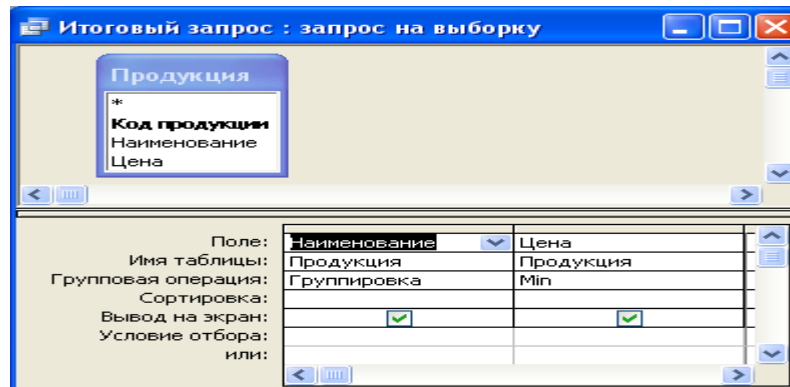 Итоговый запрос : запрос на выборку
Продукция
*
Код продукции
Наименование
Цена
Поле: Наименование Цена
Имя таблицы: Продукция Продукция
Групповая операция: Группировка Min
Сортировка:
Вывод на экран:
Условие отбора:
или: